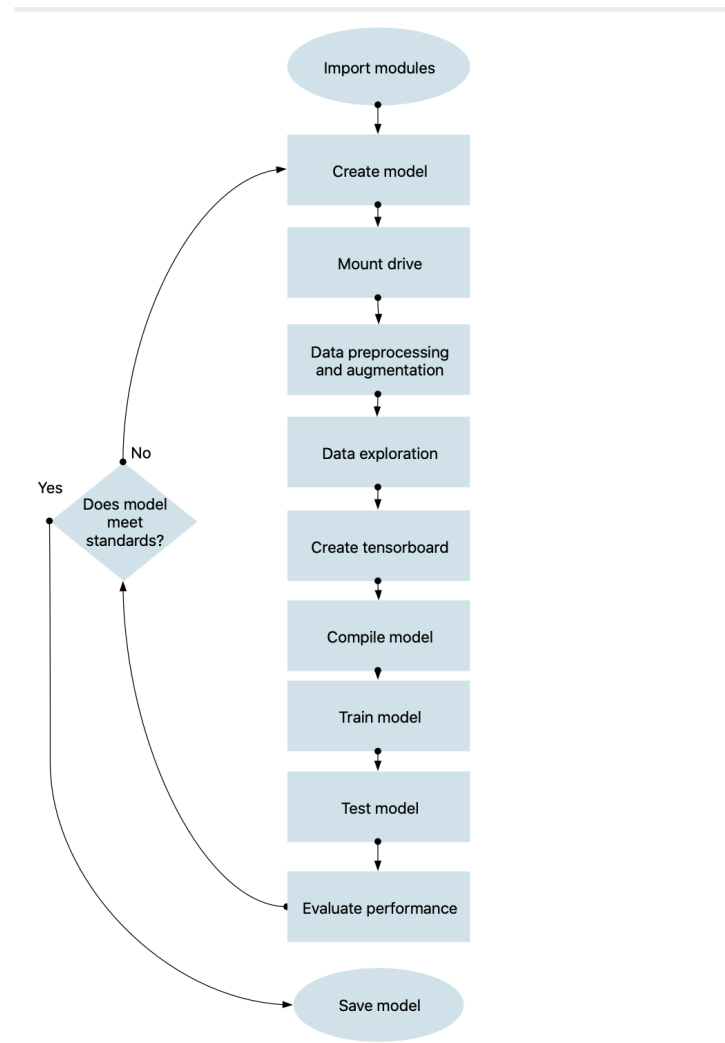 Import modules
Create model
Mount drive
Data preprocessing
and augmentation
Data exploration
Create tensorboard
Compile model
Train model
Test model
Evaluate performance
Does model
meet
standards?
No
Yes
Save model